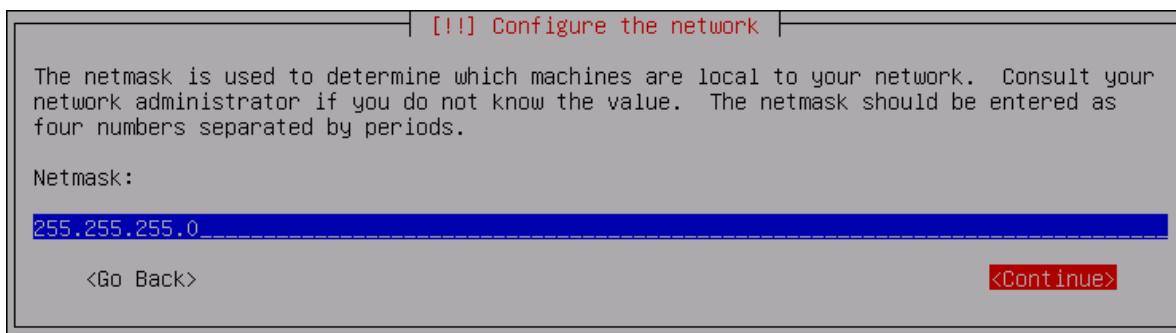 [!!] Configure the network
The netmask is used to determine which machines are local to your network.  Consult your
network administrator if you do not know the value.  The netmask should be entered as
four numbers separated by periods.
Netmask:
255.255.255.0
<Go Back> <Continue>